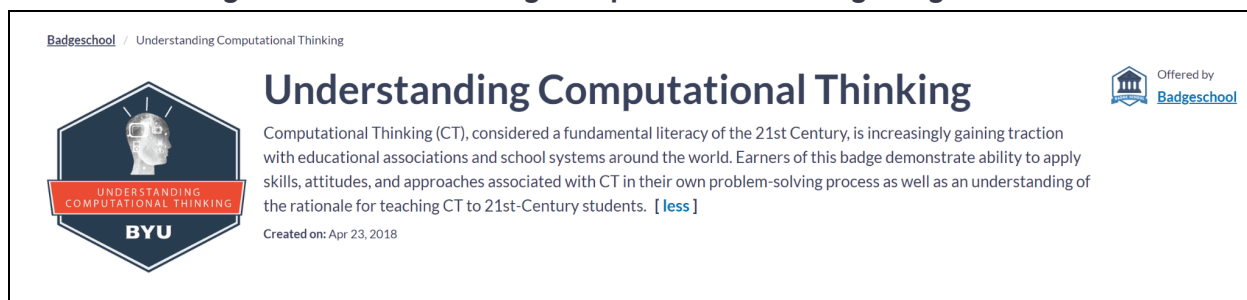 Badgeschool / Understanding Computational Thinking
Understanding Computational Thinking
Offered by
Badgeschool
Computational Thinking (CT), considered a fundamental literacy of the 21st Century, is increasingly gaining traction
with educational associations and school systems around the world. Earners of this badge demonstrate ability to apply
skills, attitudes, and approaches associated with CT in their own problem-solving process as well as an understanding of
the rationale for teaching CT to 21st-Century students. [ less ]
Created on: Apr 23, 2018
UNDERSTANDING
COMPUTATIONAL THINKING
BYU